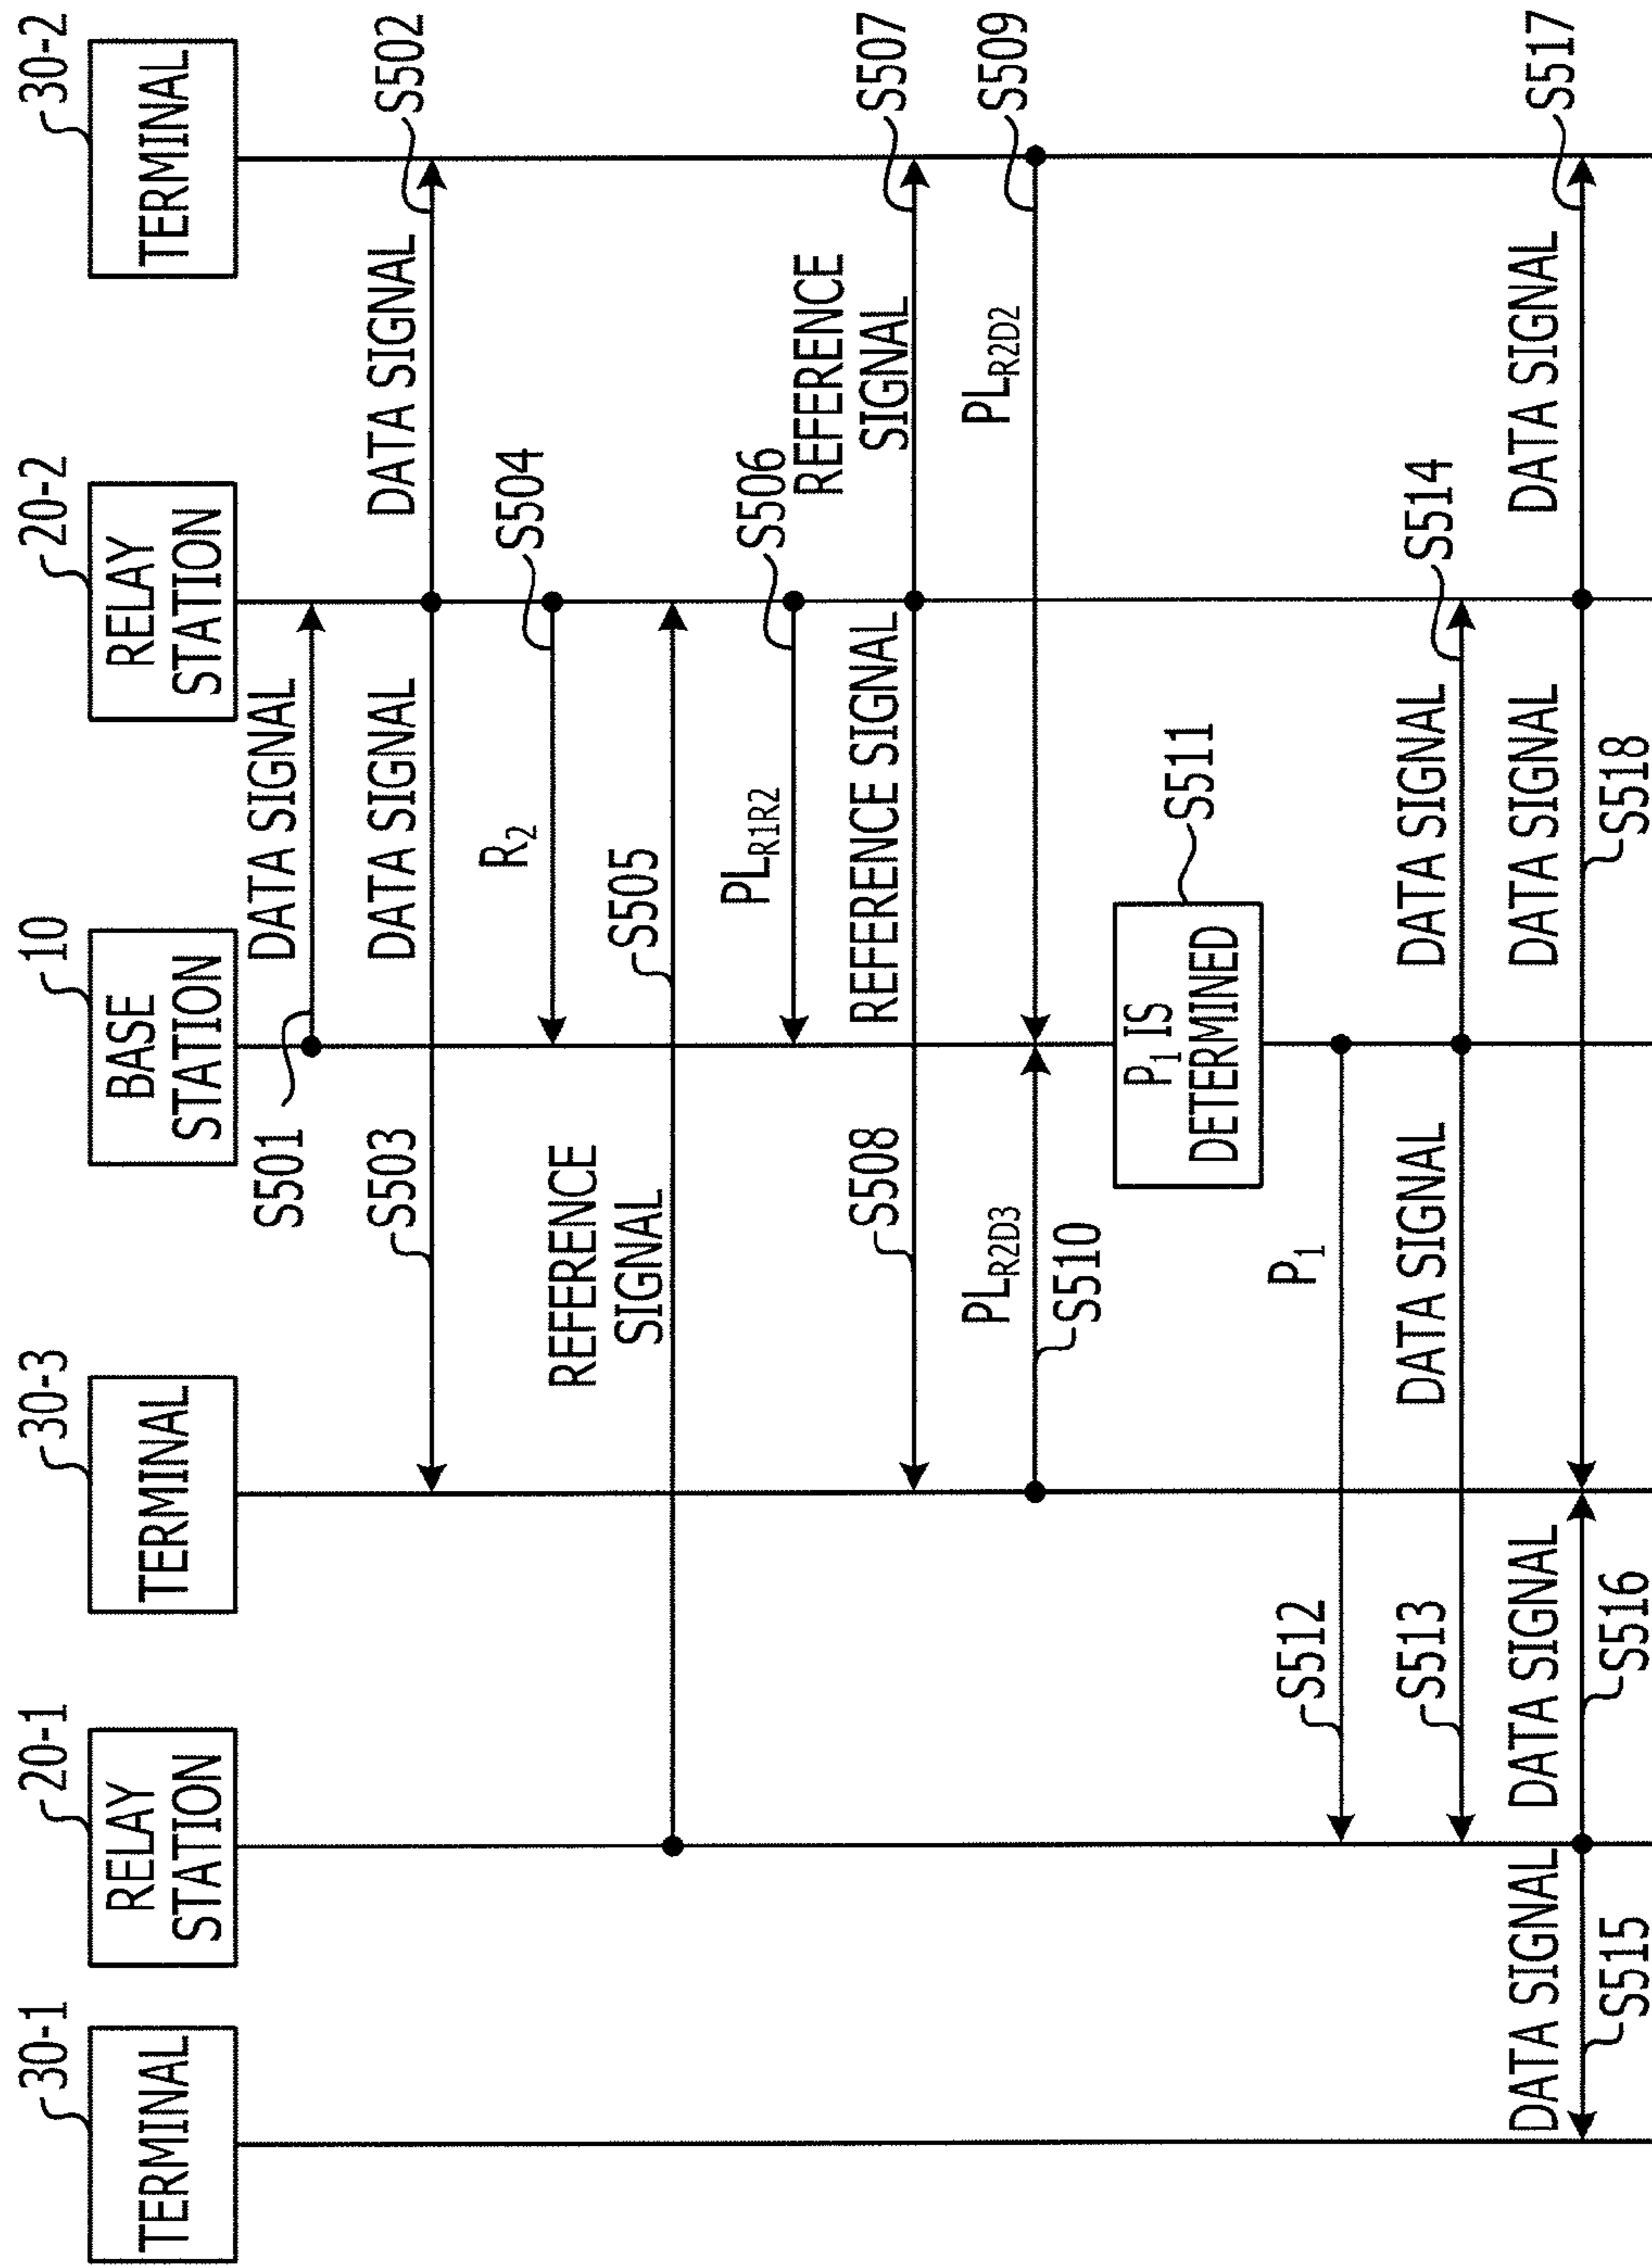 30-1
TERMINAL
20-1
RELAY
STATION
30-3
TERMINAL
10
BASE
STATION
20-2
RELAY
STATION
30-2
TERMINAL
S501
DATA SIGNAL
S503
DATA SIGNAL
DATA SIGNAL
S502
R2
S504
REFERENCE
SIGNAL
S505
PLR1R2
S506
S508
REFERENCE SIGNAL
REFERENCE
SIGNAL
S507
PLR2D3
S510
PLR2D2
S509
P1 IS
DETERMINED
S511
S512
P1
S513
DATA SIGNAL
DATA SIGNAL
S514
DATA SIGNAL
S515
DATA SIGNAL
S516
DATA SIGNAL
S518
DATA SIGNAL
S517